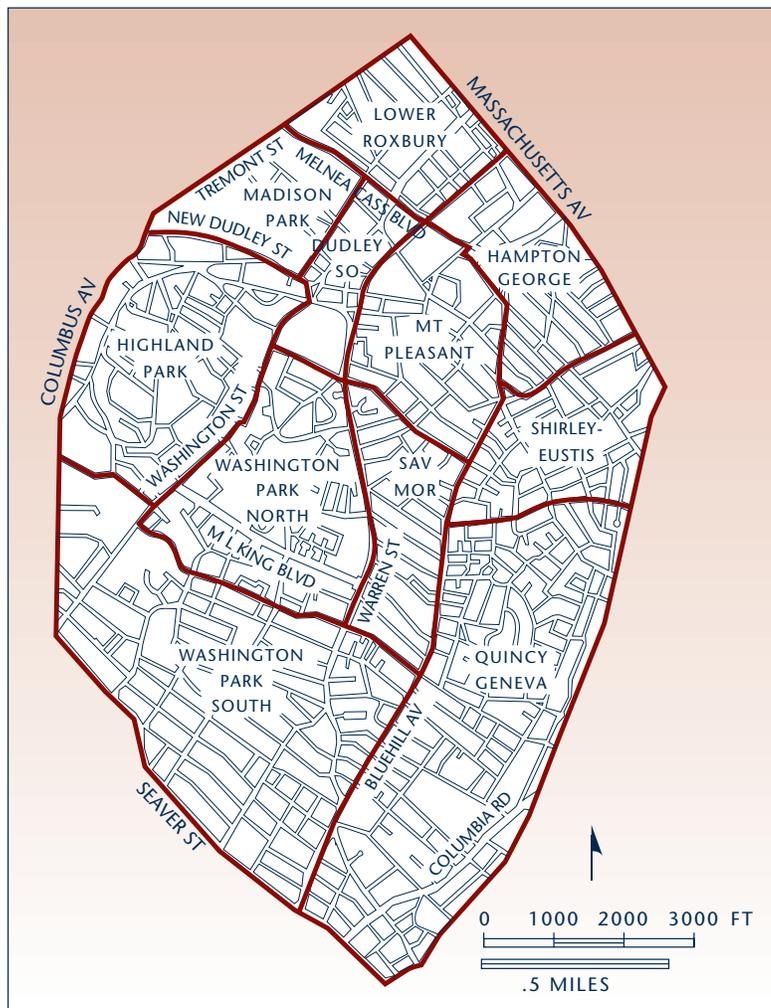 MASSACHUSETTS AV
LOWER
ROXBURY
TREMONT ST
MELNEA CASS BLVD
MADISON
PARK
NEW DUDLEY ST
DUDLEY
SQ
HAMPTON
GEORGE
COLUMBUS AV
HIGHLAND
PARK
MT
PLEASANT
WASHINGTON ST
SHIRLEY-
EUSTIS
WASHINGTON
PARK
NORTH
SAV
MOR
M L KING BLVD
WARREN ST
WASHINGTON
PARK
SOUTH
QUINCY
GENEVA
BLUEHILL AV
SEAVER ST
COLUMBIA RD
0 1000 2000 3000 FT
.5 MILES